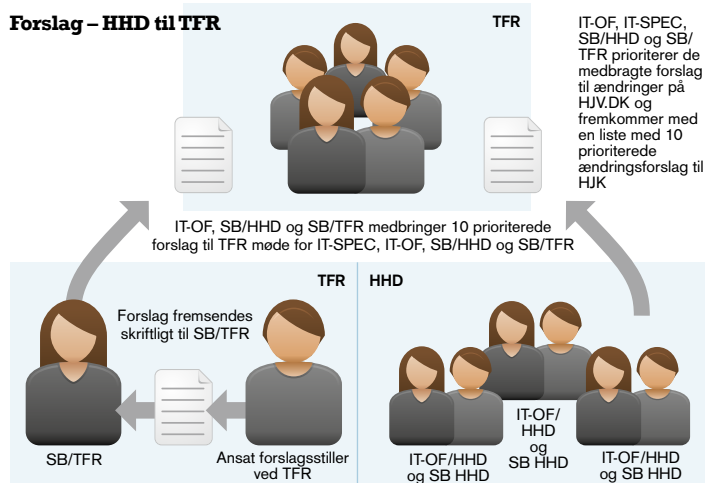 Forslag – HHD til TFR
TFR
IT-OF, IT-SPEC,
SB/HHD og SB/
TFR prioriterer de
medbragte forslag
til ændringer på
HJV.DK og
fremkommer med
en liste med 10
prioriterede
ændringsforslag til
HJK
IT-OF, SB/HHD og SB/TFR medbringer 10 prioriterede
forslag til TFR møde for IT-SPEC, IT-OF, SB/HHD og SB/TFR
TFR
Forslag fremsendes
skriftligt til SB/TFR
SB/TFR
Ansat forslagsstiller
ved TFR
HHD
IT-OF/HHD
og SB HHD
IT-OF/
HHD
og
SB HHD
IT-OF/HHD
og SB HHD